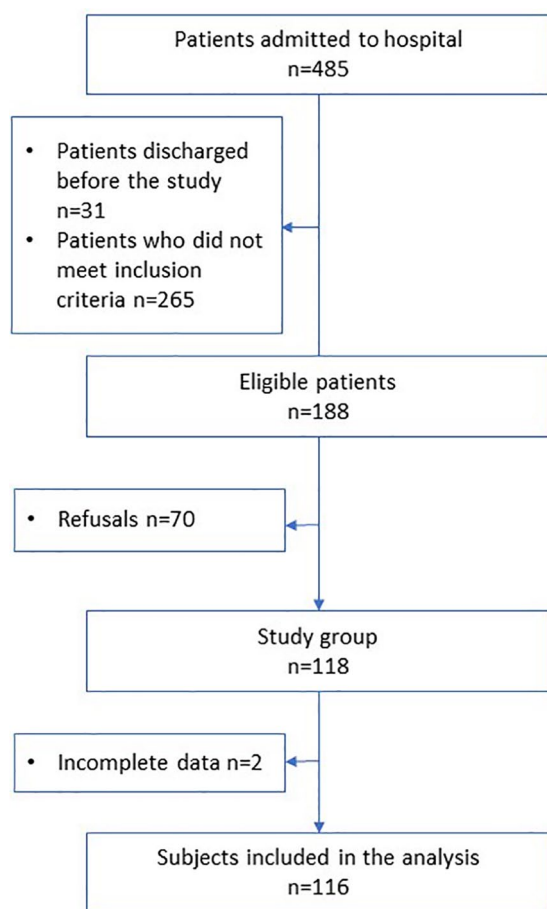 Patients admitted to hospital
n=485
• Patients discharged
before the study
n=31
• Patients who did not
meet inclusion
criteria n=265
Eligible patients
n=188
• Refusals n=70
Study group
n=118
• Incomplete data n=2
Subjects included in the analysis
n=116